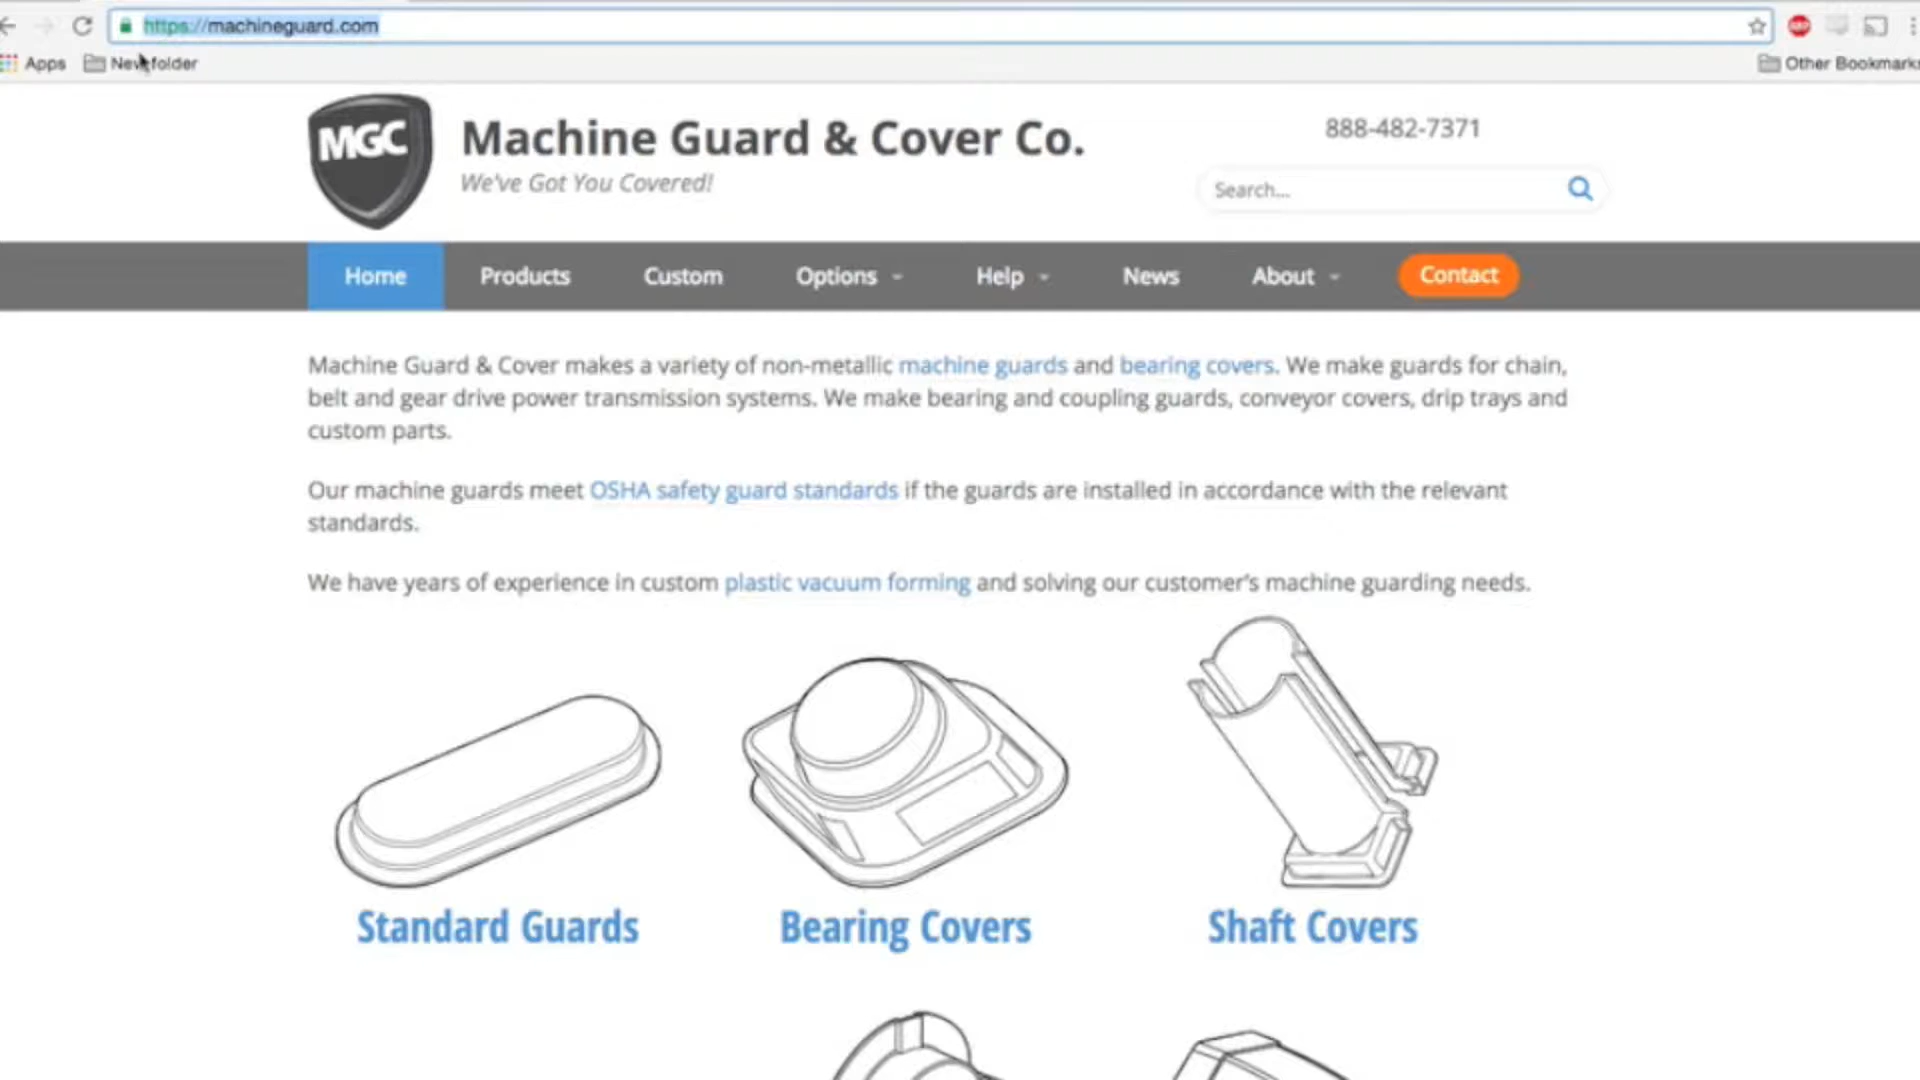 https://machineguard.com
Apps New folder Other Bookmarks
MGC
Machine Guard & Cover Co.
We've Got You Covered!
888-482-7371
Search...
Home Products Custom Options Help News About Contact
Machine Guard & Cover makes a variety of non-metallic machine guards and bearing covers. We make guards for chain,
belt and gear drive power transmission systems. We make bearing and coupling guards, conveyor covers, drip trays and
custom parts.
Our machine guards meet OSHA safety guard standards if the guards are installed in accordance with the relevant
standards.
We have years of experience in custom plastic vacuum forming and solving our customer's machine guarding needs.
Standard Guards Bearing Covers Shaft Covers